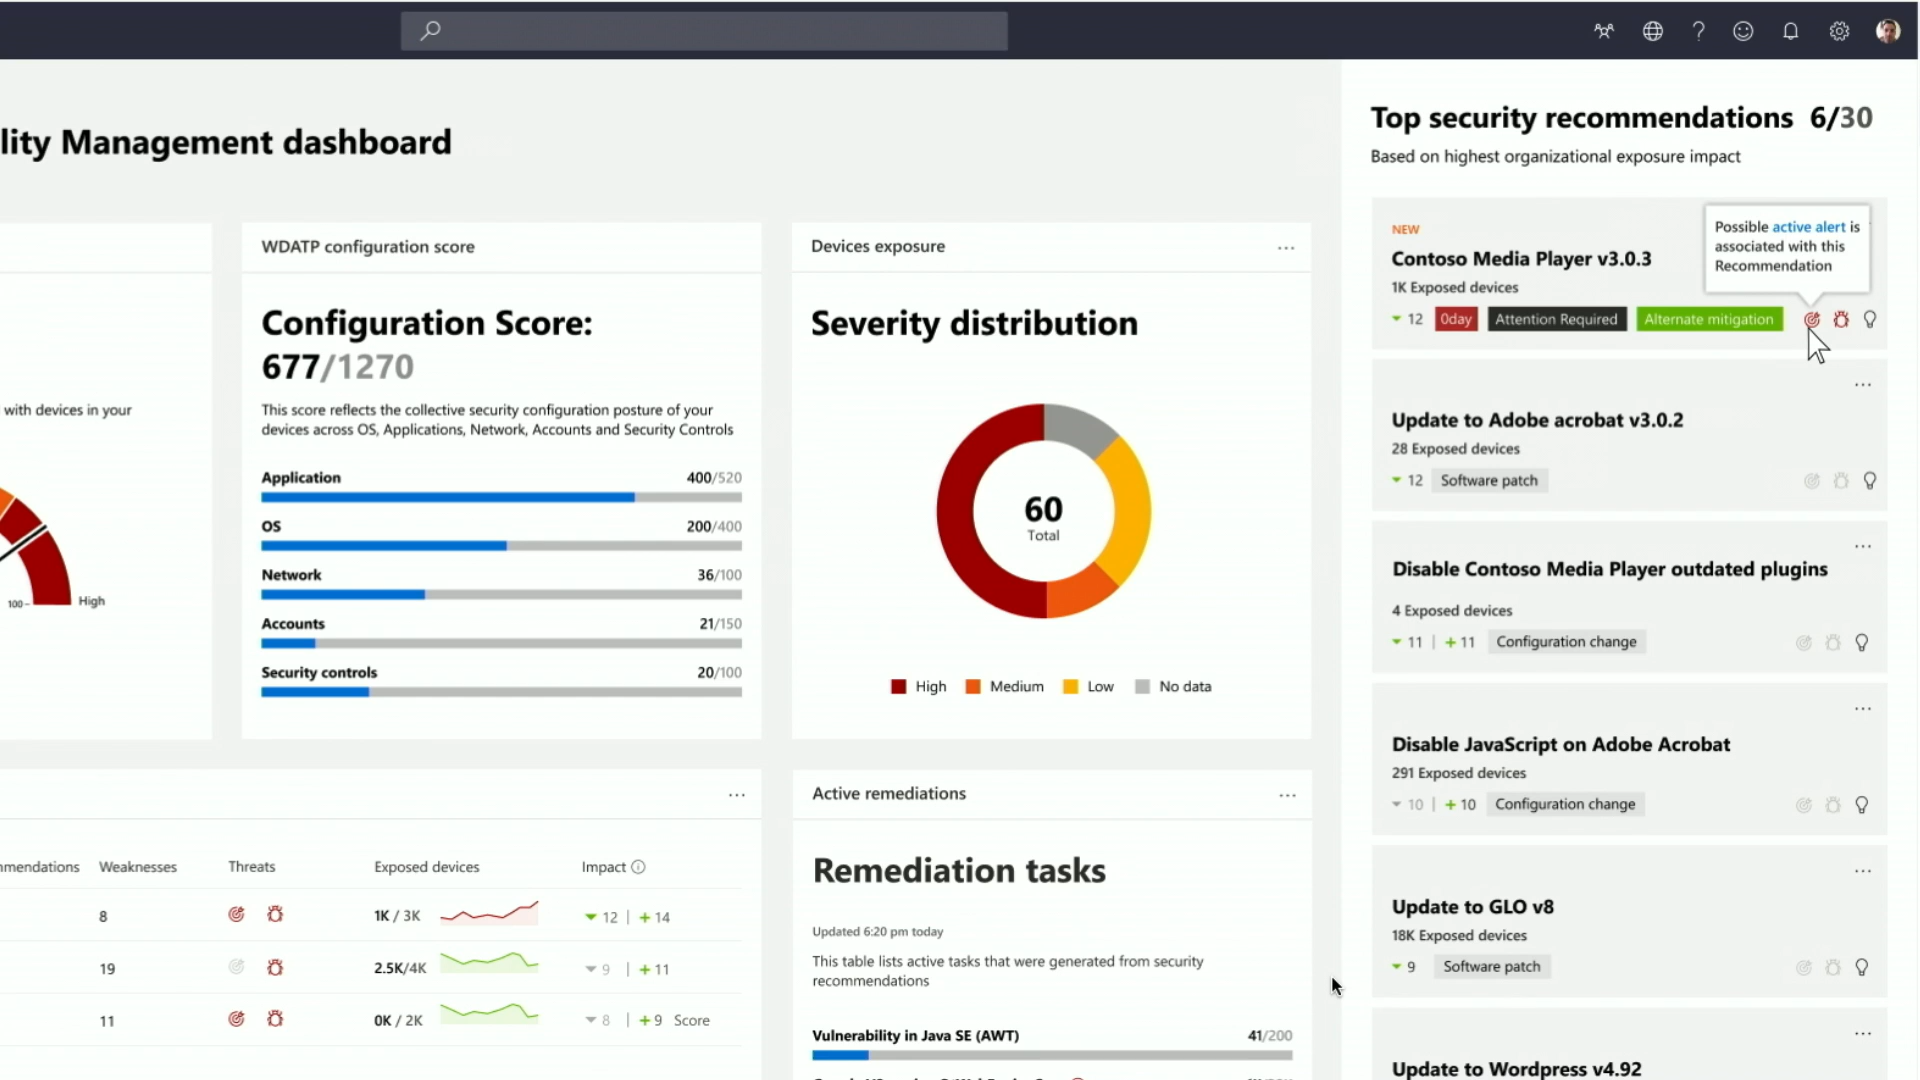 lity Management dashboard
with devices in your
100
High
WDATP configuration score
Configuration Score:
677/1270
This score reflects the collective security configuration posture of your
devices across OS, Applications, Network, Accounts and Security Controls
Application 400/520
OS 200/400
Network 36/100
Accounts 21/150
Security controls 20/100
Devices exposure
Severity distribution
60
Total
High Medium Low No data
mmendations Weaknesses Threats Exposed devices Impact
8 1K / 3K 12 | + 14
19 2.5K/4K 9 | + 11
11 0K / 2K 8 | + 9 Score
Active remediations
Remediation tasks
Updated 6:20 pm today
This table lists active tasks that were generated from security
recommendations
Vulnerability in Java SE (AWT) 41/200
Top security recommendations 6/30
Based on highest organizational exposure impact
NEW
Contoso Media Player v3.0.3
1K Exposed devices
12 0day Attention Required Alternate mitigation
Possible active alert is
associated with this
Recommendation
Update to Adobe acrobat v3.0.2
28 Exposed devices
12 Software patch
Disable Contoso Media Player outdated plugins
4 Exposed devices
11 | + 11 Configuration change
Disable JavaScript on Adobe Acrobat
291 Exposed devices
10 | + 10 Configuration change
Update to GLO v8
18K Exposed devices
9 Software patch
Update to Wordpress v4.92